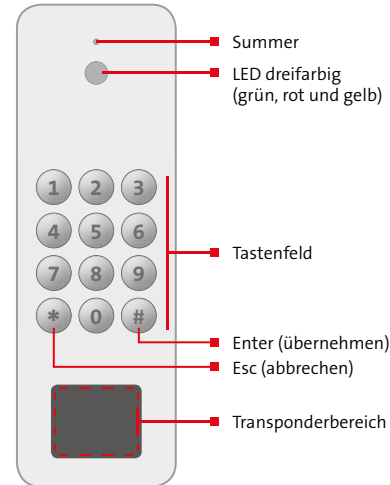 Summer
LED dreifarbig
(grün, rot und gelb)
1 2 3
4 5 6
7 8 9
* 0 #
Tastenfeld
Enter (übernehmen)
Esc (abbrechen)
Transponderbereich